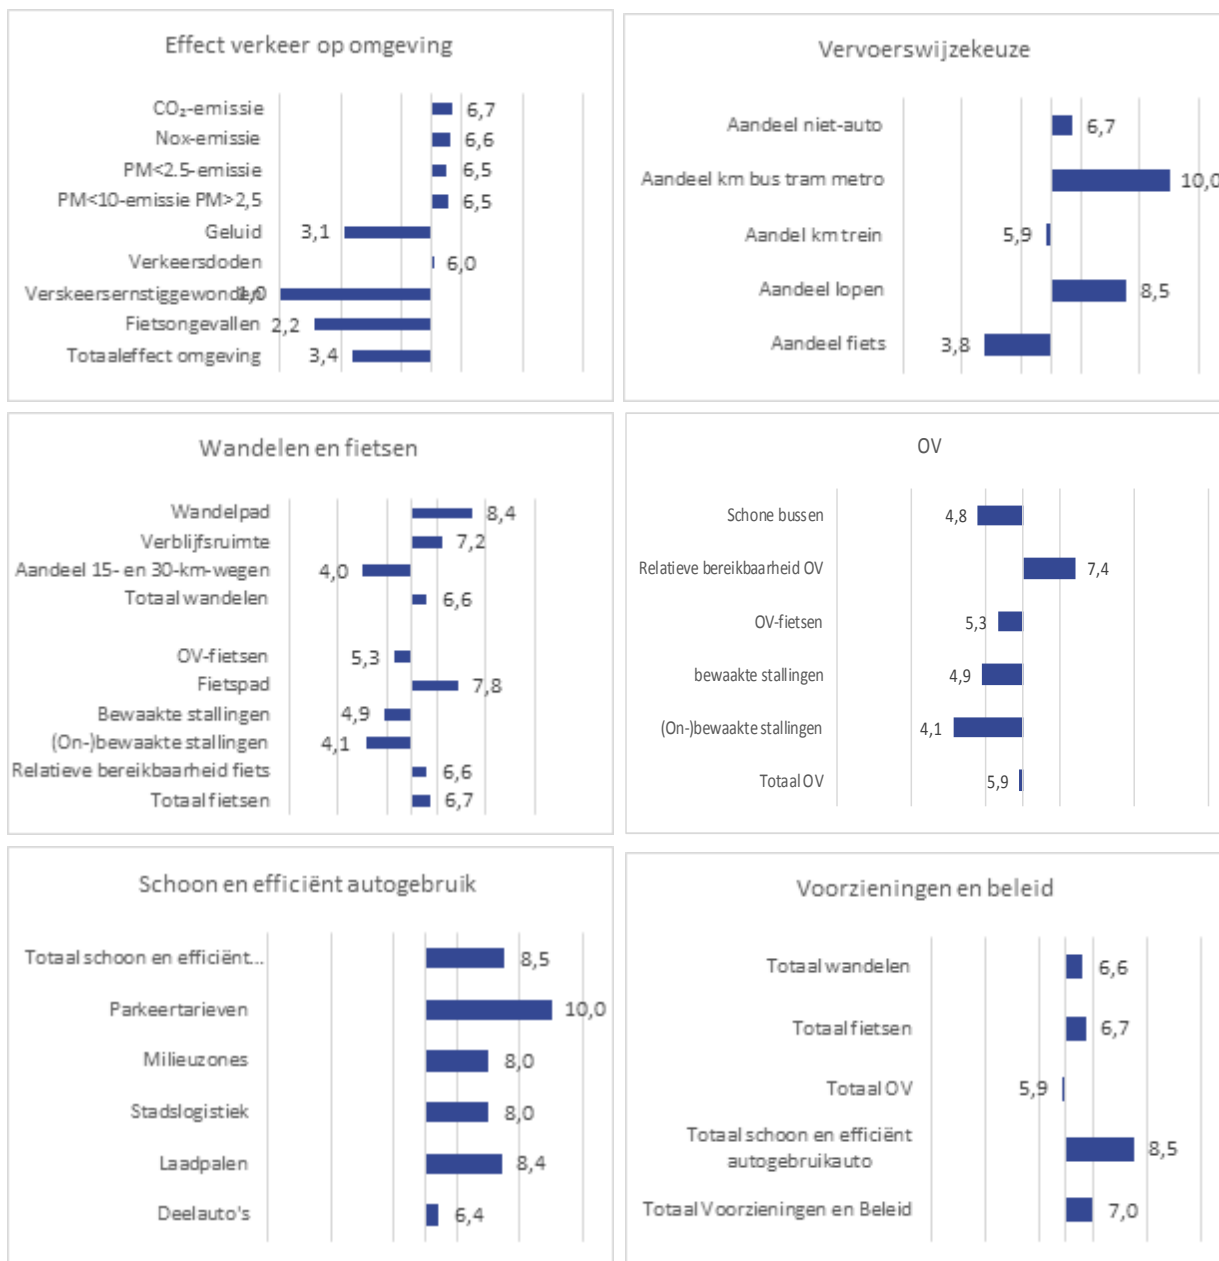 Effect verkeer op omgeving
CO₂-emissie 6,7
Nox-emissie 6,6
PM<2.5-emissie 6,5
PM<10-emissie PM>2,5 6,5
Geluid 3,1
Verkeersdoden 6,0
Verskeersernstiggewonden 1,0
Fietsongevallen 2,2
Totaaleffect omgeving 3,4
Vervoerswijzekeuze
Aandeel niet-auto 6,7
Aandeel km bus tram metro 10,0
Aandel km trein 5,9
Aandeel lopen 8,5
Aandeel fiets 3,8
Wandelen en fietsen
Wandelpad 8,4
Verblijfsruimte 7,2
Aandeel 15- en 30-km-wegen 4,0
Totaal wandelen 6,6
OV-fietsen 5,3
Fietspad 7,8
Bewaakte stallingen 4,9
(On-)bewaakte stallingen 4,1
Relatieve bereikbaarheid fiets 6,6
Totaal fietsen 6,7
OV
Schone bussen 4,8
Relatieve bereikbaarheid OV 7,4
OV-fietsen 5,3
bewaakte stallingen 4,9
(On-)bewaakte stallingen 4,1
Totaal OV 5,9
Schoon en efficiënt autogebruik
Totaal schoon en efficiënt... 8,5
Parkeertarieven 10,0
Milieuzones 8,0
Stadslogistiek 8,0
Laadpalen 8,4
Deelauto's 6,4
Voorzieningen en beleid
Totaal wandelen 6,6
Totaal fietsen 6,7
Totaal OV 5,9
Totaal schoon en efficiënt
autogebruikauto 8,5
Totaal Voorzieningen en Beleid 7,0